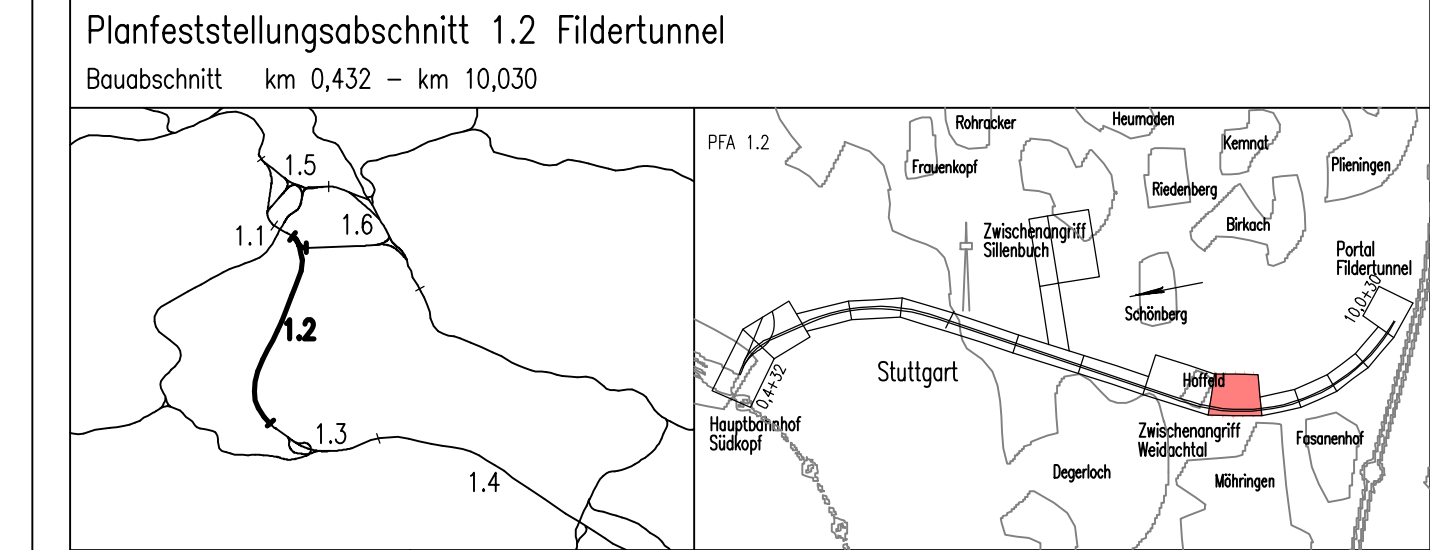 Planfeststellungsabschnitt 1.2 Fildertunnel
Bauabschnitt km 0,432 – km 10,030
1.5
1.6
1.1
1.2
1.3
1.4
PFA 1.2
Rohracker
Heumaden
Frauenkopf
Kemnat
Plieningen
Riedenberg
Birkach
Zwischenangriff
Sillenbuch
Portal
Fildertunnel
10,0+30
Schönberg
Stuttgart
Hoffeld
0,4+32
Hauptbahnhof
Südkopf
Zwischenangriff
Weidachtal
Fasanenhof
Degerloch
Möhringen